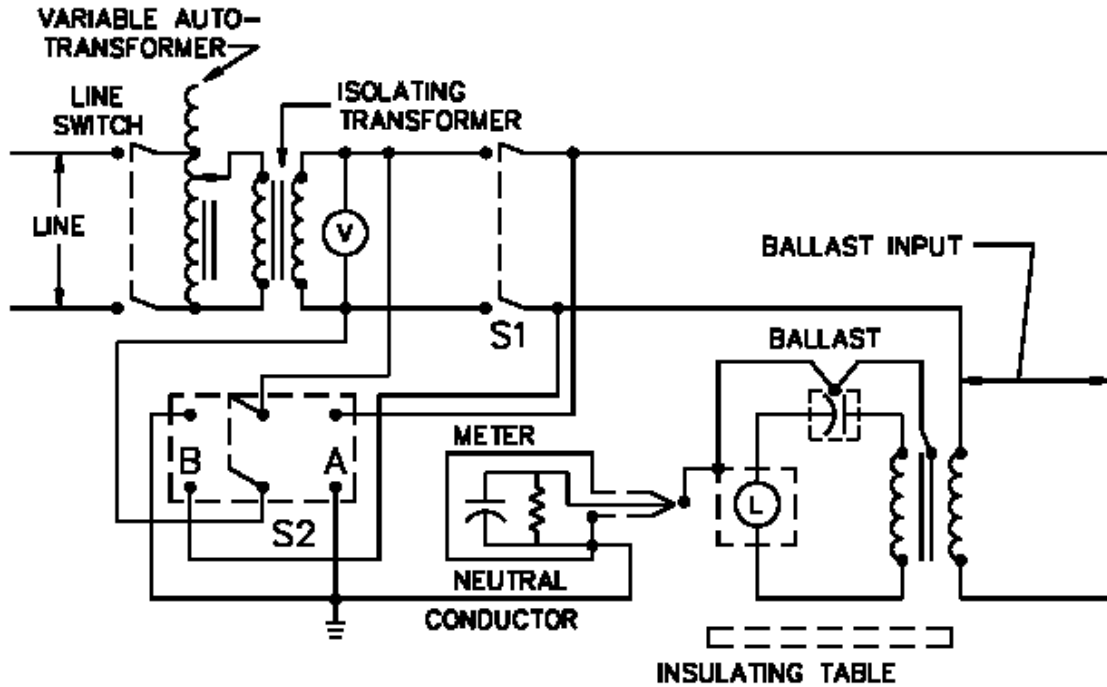 VARIABLE AUTO-
TRANSFORMER
LINE
SWITCH
ISOLATING
TRANSFORMER
LINE
V
BALLAST INPUT
S1
BALLAST
B
A
S2
METER
L
NEUTRAL
CONDUCTOR
INSULATING TABLE